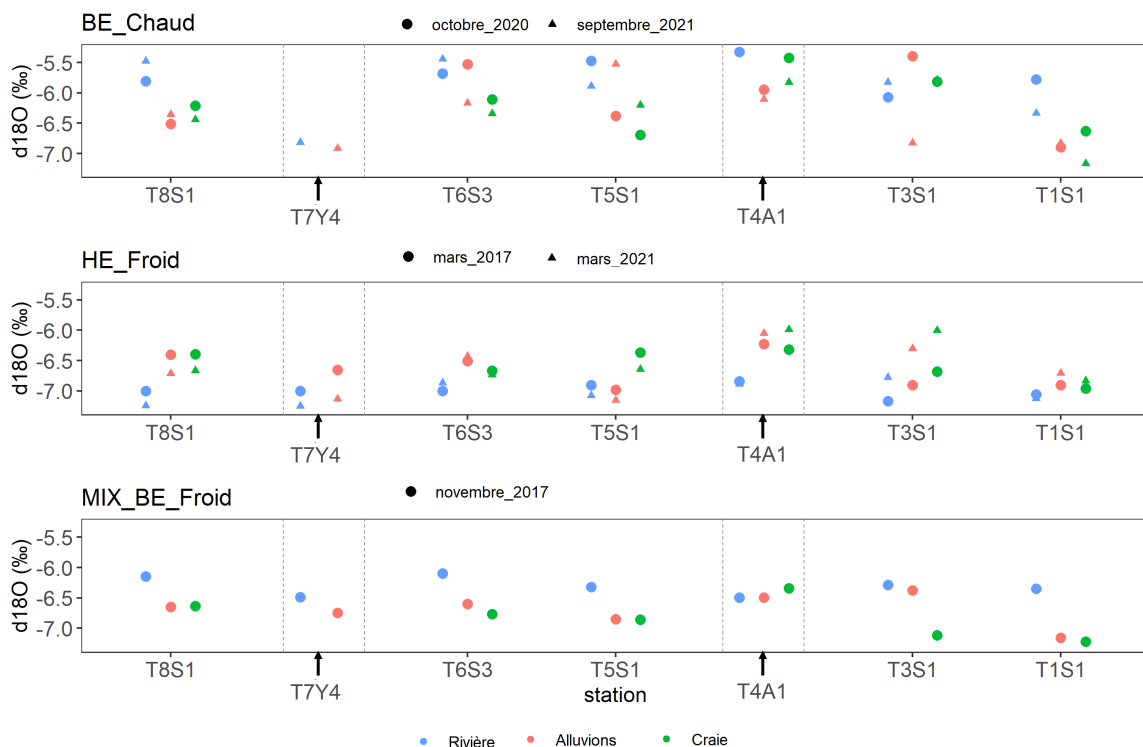 BE_Chaud
octobre_2020 septembre_2021
d18O (‰)
-5.5
-6.0
-6.5
-7.0
T8S1 T6S3 T5S1 T3S1 T1S1
T7Y4 T4A1
HE_Froid
mars_2017 mars_2021
d18O (‰)
-5.5
-6.0
-6.5
-7.0
T8S1 T6S3 T5S1 T3S1 T1S1
T7Y4 T4A1
MIX_BE_Froid
novembre_2017
d18O (‰)
-5.5
-6.0
-6.5
-7.0
T8S1 T6S3 T5S1 T3S1 T1S1
T7Y4 T4A1
station
Rivière Alluvions Craie